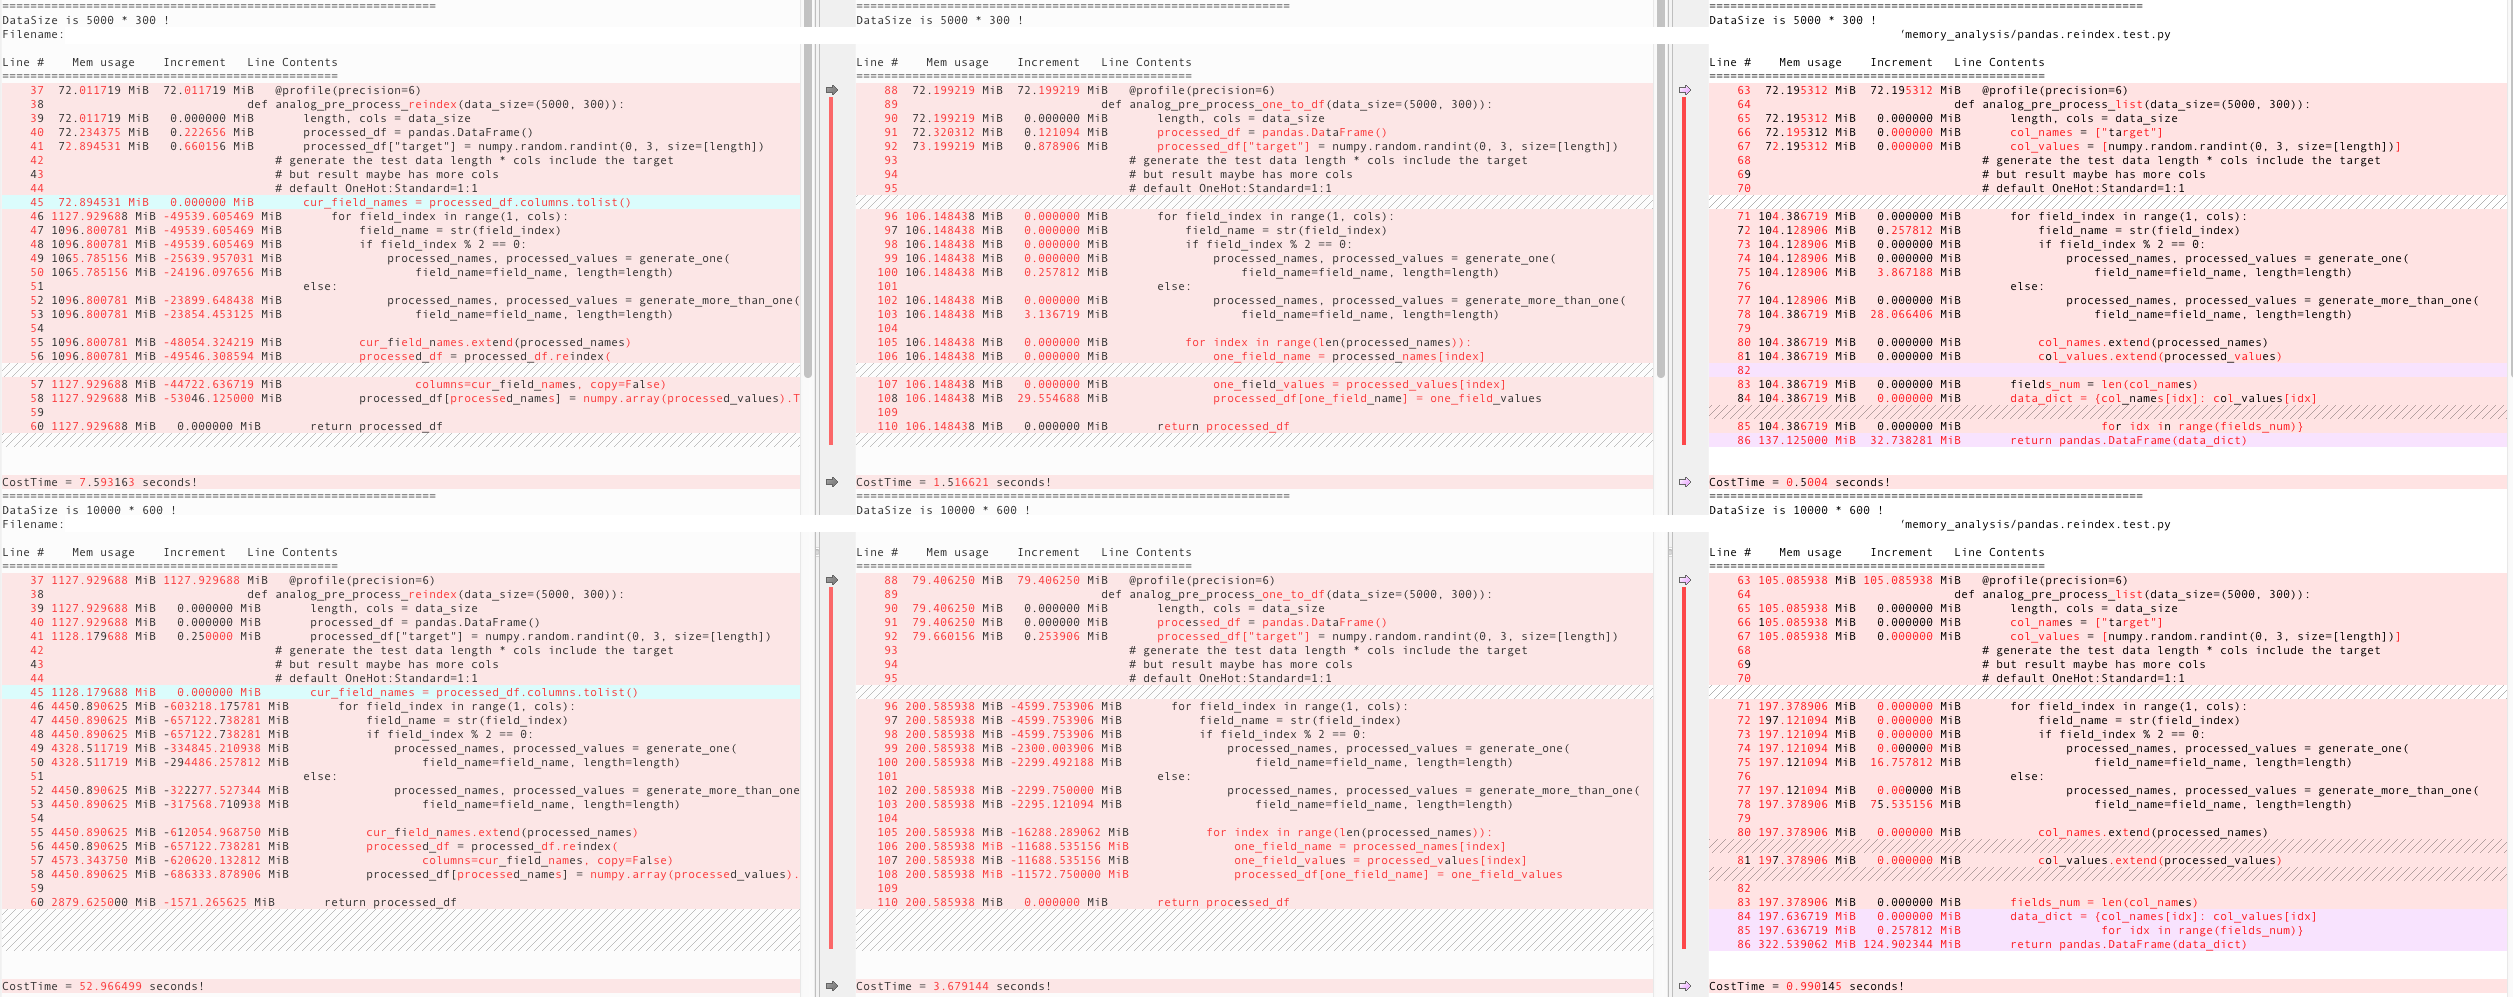 ==============================================================
DataSize is 5000 * 300 !
Filename:
Line #    Mem usage    Increment   Line Contents
================================================
37  72.011719 MiB  72.011719 MiB   @profile(precision=6)
38                             def analog_pre_process_reindex(data_size=(5000, 300)):
39  72.011719 MiB   0.000000 MiB       length, cols = data_size
40  72.234375 MiB   0.222656 MiB       processed_df = pandas.DataFrame()
41  72.894531 MiB   0.660156 MiB       processed_df["target"] = numpy.random.randint(0, 3, size=[length])
42                                 # generate the test data length * cols include the target
43                                 # but result maybe has more cols
44                                 # default OneHot:Standard=1:1
45  72.894531 MiB   0.000000 MiB       cur_field_names = processed_df.columns.tolist()
46 1127.929688 MiB -49539.605469 MiB       for field_index in range(1, cols):
47 1096.800781 MiB -49539.605469 MiB           field_name = str(field_index)
48 1096.800781 MiB -49539.605469 MiB           if field_index % 2 == 0:
49 1065.785156 MiB -25639.957031 MiB               processed_names, processed_values = generate_one(
50 1065.785156 MiB -24196.097656 MiB                   field_name=field_name, length=length)
51                                     else:
52 1096.800781 MiB -23899.648438 MiB               processed_names, processed_values = generate_more_than_one(
53 1096.800781 MiB -23854.453125 MiB                   field_name=field_name, length=length)
54
55 1096.800781 MiB -48054.324219 MiB           cur_field_names.extend(processed_names)
56 1096.800781 MiB -49546.308594 MiB           processed_df = processed_df.reindex(
57 1127.929688 MiB -44722.636719 MiB                   columns=cur_field_names, copy=False)
58 1127.929688 MiB -53046.125000 MiB           processed_df[processed_names] = numpy.array(processed_values).T
59
60 1127.929688 MiB   0.000000 MiB       return processed_df
CostTime = 7.593163 seconds!
==============================================================
DataSize is 10000 * 600 !
Filename:
Line #    Mem usage    Increment   Line Contents
================================================
37 1127.929688 MiB 1127.929688 MiB   @profile(precision=6)
38                             def analog_pre_process_reindex(data_size=(5000, 300)):
39 1127.929688 MiB   0.000000 MiB       length, cols = data_size
40 1127.929688 MiB   0.000000 MiB       processed_df = pandas.DataFrame()
41 1128.179688 MiB   0.250000 MiB       processed_df["target"] = numpy.random.randint(0, 3, size=[length])
42                                 # generate the test data length * cols include the target
43                                 # but result maybe has more cols
44                                 # default OneHot:Standard=1:1
45 1128.179688 MiB   0.000000 MiB       cur_field_names = processed_df.columns.tolist()
46 4450.890625 MiB -603218.175781 MiB       for field_index in range(1, cols):
47 4450.890625 MiB -657122.738281 MiB           field_name = str(field_index)
48 4450.890625 MiB -657122.738281 MiB           if field_index % 2 == 0:
49 4328.511719 MiB -334845.210938 MiB               processed_names, processed_values = generate_one(
50 4328.511719 MiB -294486.257812 MiB                   field_name=field_name, length=length)
51                                     else:
52 4450.890625 MiB -322277.527344 MiB               processed_names, processed_values = generate_more_than_one
53 4450.890625 MiB -317568.710938 MiB                   field_name=field_name, length=length)
54
55 4450.890625 MiB -612054.968750 MiB           cur_field_names.extend(processed_names)
56 4450.890625 MiB -657122.738281 MiB           processed_df = processed_df.reindex(
57 4573.343750 MiB -620620.132812 MiB                   columns=cur_field_names, copy=False)
58 4450.890625 MiB -686333.878906 MiB           processed_df[processed_names] = numpy.array(processed_values).
59
60 2879.625000 MiB -1571.265625 MiB       return processed_df
CostTime = 52.966499 seconds!
==============================================================
DataSize is 5000 * 300 !
Line #    Mem usage    Increment   Line Contents
================================================
88  72.199219 MiB  72.199219 MiB   @profile(precision=6)
89                             def analog_pre_process_one_to_df(data_size=(5000, 300)):
90  72.199219 MiB   0.000000 MiB       length, cols = data_size
91  72.320312 MiB   0.121094 MiB       processed_df = pandas.DataFrame()
92  73.199219 MiB   0.878906 MiB       processed_df["target"] = numpy.random.randint(0, 3, size=[length])
93                                 # generate the test data length * cols include the target
94                                 # but result maybe has more cols
95                                 # default OneHot:Standard=1:1
96 106.148438 MiB   0.000000 MiB       for field_index in range(1, cols):
97 106.148438 MiB   0.000000 MiB           field_name = str(field_index)
98 106.148438 MiB   0.000000 MiB           if field_index % 2 == 0:
99 106.148438 MiB   0.000000 MiB               processed_names, processed_values = generate_one(
100 106.148438 MiB   0.257812 MiB                   field_name=field_name, length=length)
101                                     else:
102 106.148438 MiB   0.000000 MiB               processed_names, processed_values = generate_more_than_one(
103 106.148438 MiB   3.136719 MiB                   field_name=field_name, length=length)
104
105 106.148438 MiB   0.000000 MiB           for index in range(len(processed_names)):
106 106.148438 MiB   0.000000 MiB               one_field_name = processed_names[index]
107 106.148438 MiB   0.000000 MiB               one_field_values = processed_values[index]
108 106.148438 MiB  29.554688 MiB               processed_df[one_field_name] = one_field_values
109
110 106.148438 MiB   0.000000 MiB       return processed_df
CostTime = 1.516621 seconds!
==============================================================
DataSize is 10000 * 600 !
Line #    Mem usage    Increment   Line Contents
================================================
88  79.406250 MiB  79.406250 MiB   @profile(precision=6)
89                             def analog_pre_process_one_to_df(data_size=(5000, 300)):
90  79.406250 MiB   0.000000 MiB       length, cols = data_size
91  79.406250 MiB   0.000000 MiB       processed_df = pandas.DataFrame()
92  79.660156 MiB   0.253906 MiB       processed_df["target"] = numpy.random.randint(0, 3, size=[length])
93                                 # generate the test data length * cols include the target
94                                 # but result maybe has more cols
95                                 # default OneHot:Standard=1:1
96 200.585938 MiB -4599.753906 MiB       for field_index in range(1, cols):
97 200.585938 MiB -4599.753906 MiB           field_name = str(field_index)
98 200.585938 MiB -4599.753906 MiB           if field_index % 2 == 0:
99 200.585938 MiB -2300.003906 MiB               processed_names, processed_values = generate_one(
100 200.585938 MiB -2299.492188 MiB                   field_name=field_name, length=length)
101                                     else:
102 200.585938 MiB -2299.750000 MiB               processed_names, processed_values = generate_more_than_one(
103 200.585938 MiB -2295.121094 MiB                   field_name=field_name, length=length)
104
105 200.585938 MiB -16288.289062 MiB           for index in range(len(processed_names)):
106 200.585938 MiB -11688.535156 MiB               one_field_name = processed_names[index]
107 200.585938 MiB -11688.535156 MiB               one_field_values = processed_values[index]
108 200.585938 MiB -11572.750000 MiB               processed_df[one_field_name] = one_field_values
109
110 200.585938 MiB   0.000000 MiB       return processed_df
CostTime = 3.679144 seconds!
==============================================================
DataSize is 5000 * 300 !
'memory_analysis/pandas.reindex.test.py
Line #    Mem usage    Increment   Line Contents
================================================
63  72.195312 MiB  72.195312 MiB   @profile(precision=6)
64                             def analog_pre_process_list(data_size=(5000, 300)):
65  72.195312 MiB   0.000000 MiB       length, cols = data_size
66  72.195312 MiB   0.000000 MiB       col_names = ["target"]
67  72.195312 MiB   0.000000 MiB       col_values = [numpy.random.randint(0, 3, size=[length])]
68                                 # generate the test data length * cols include the target
69                                 # but result maybe has more cols
70                                 # default OneHot:Standard=1:1
71 104.386719 MiB   0.000000 MiB       for field_index in range(1, cols):
72 104.128906 MiB   0.257812 MiB           field_name = str(field_index)
73 104.128906 MiB   0.000000 MiB           if field_index % 2 == 0:
74 104.128906 MiB   0.000000 MiB               processed_names, processed_values = generate_one(
75 104.128906 MiB   3.867188 MiB                   field_name=field_name, length=length)
76                                     else:
77 104.128906 MiB   0.000000 MiB               processed_names, processed_values = generate_more_than_one(
78 104.386719 MiB  28.066406 MiB                   field_name=field_name, length=length)
79
80 104.386719 MiB   0.000000 MiB           col_names.extend(processed_names)
81 104.386719 MiB   0.000000 MiB           col_values.extend(processed_values)
82
83 104.386719 MiB   0.000000 MiB       fields_num = len(col_names)
84 104.386719 MiB   0.000000 MiB       data_dict = {col_names[idx]: col_values[idx]
85 104.386719 MiB   0.000000 MiB                    for idx in range(fields_num)}
86 137.125000 MiB  32.738281 MiB       return pandas.DataFrame(data_dict)
CostTime = 0.5004 seconds!
==============================================================
DataSize is 10000 * 600 !
'memory_analysis/pandas.reindex.test.py
Line #    Mem usage    Increment   Line Contents
================================================
63 105.085938 MiB 105.085938 MiB   @profile(precision=6)
64                             def analog_pre_process_list(data_size=(5000, 300)):
65 105.085938 MiB   0.000000 MiB       length, cols = data_size
66 105.085938 MiB   0.000000 MiB       col_names = ["target"]
67 105.085938 MiB   0.000000 MiB       col_values = [numpy.random.randint(0, 3, size=[length])]
68                                 # generate the test data length * cols include the target
69                                 # but result maybe has more cols
70                                 # default OneHot:Standard=1:1
71 197.378906 MiB   0.000000 MiB       for field_index in range(1, cols):
72 197.121094 MiB   0.000000 MiB           field_name = str(field_index)
73 197.121094 MiB   0.000000 MiB           if field_index % 2 == 0:
74 197.121094 MiB   0.000000 MiB               processed_names, processed_values = generate_one(
75 197.121094 MiB  16.757812 MiB                   field_name=field_name, length=length)
76                                     else:
77 197.121094 MiB   0.000000 MiB               processed_names, processed_values = generate_more_than_one(
78 197.378906 MiB  75.535156 MiB                   field_name=field_name, length=length)
79
80 197.378906 MiB   0.000000 MiB           col_names.extend(processed_names)
81 197.378906 MiB   0.000000 MiB           col_values.extend(processed_values)
82
83 197.378906 MiB   0.000000 MiB       fields_num = len(col_names)
84 197.636719 MiB   0.000000 MiB       data_dict = {col_names[idx]: col_values[idx]
85 197.636719 MiB   0.257812 MiB                    for idx in range(fields_num)}
86 322.539062 MiB 124.902344 MiB       return pandas.DataFrame(data_dict)
CostTime = 0.990145 seconds!